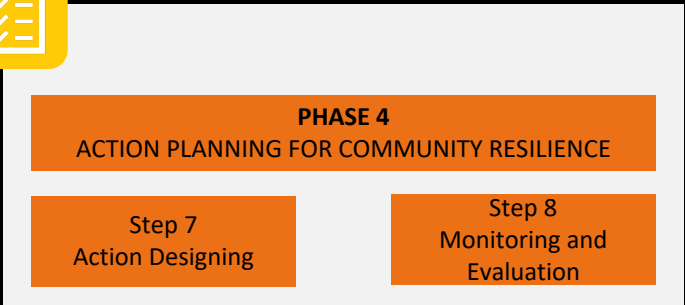 PHASE 4
ACTION PLANNING FOR COMMUNITY RESILIENCE
Step 7
Action Designing
Step 8
Monitoring and
Evaluation